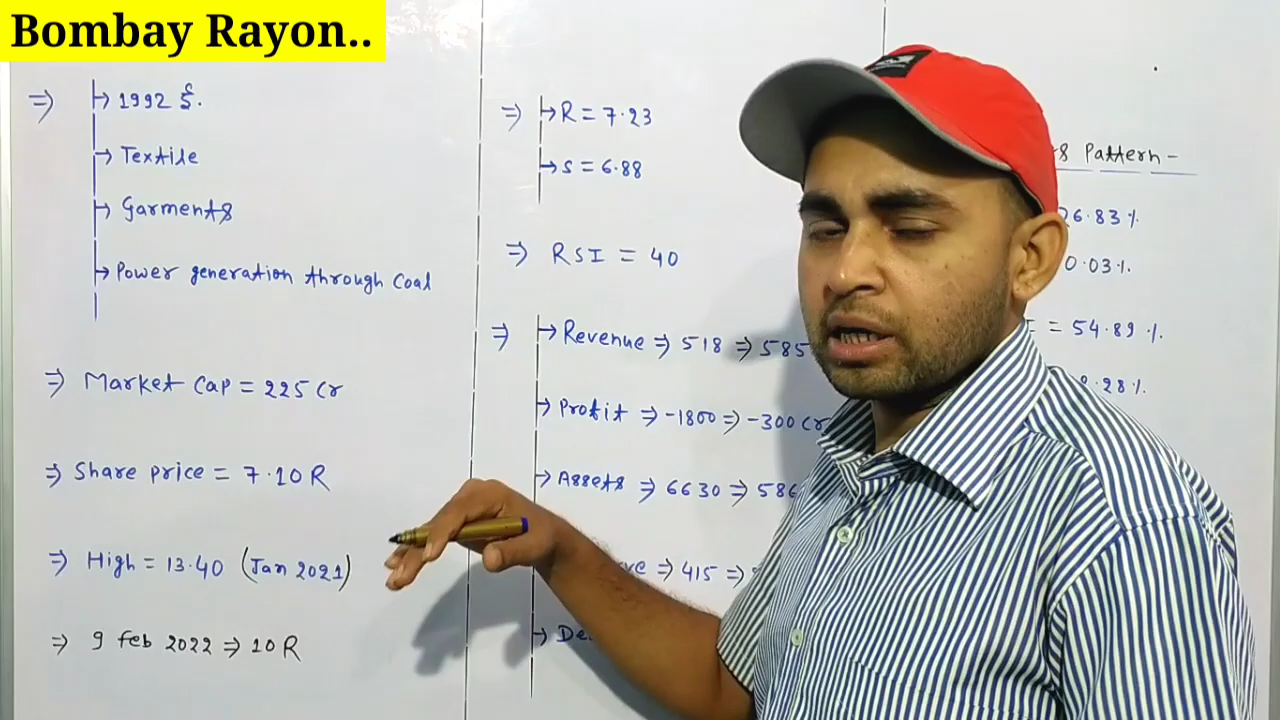 Bombay Rayon..
⇒ → 1992 ई.
→ Textile
→ Garments
→ Power generation through Coal
⇒ Market Cap = 225 Cr
⇒ Share price = 7.10 R
⇒ High = 13.40 (Jan 2021)
⇒ 9 Feb 2022 ⇒ 10 R
⇒ → R = 7.23
→ S = 6.88
⇒ RSI = 40
⇒ → Revenue ⇒ 518 ⇒ 585
→ Profit ⇒ -1800 ⇒ -300 Cr
→ Assets ⇒ 6630 ⇒ 586
⇒ 415 ⇒
→ De
Pattern -
26.83 %
0.03 %
= 54.89 %
.28 %